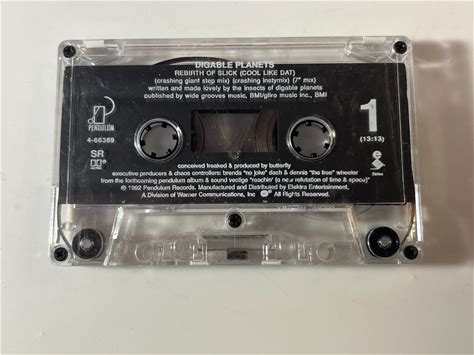 DIGABLE PLANETS
REBIRTH OF SLICK (COOL LIKE DAT)
(crashing giant step mix) (crashing instymix) (7" mix)
written and made lovely by the insects of digable planets
published by wide grooves music, BMI/gliro music inc., BMI
PENDULUM
4-66369
SR
1
(13:13)
conceived freaked & produced by butterfly
executive producers & chaos controllers: brenda "no joke" dash & dennis "the tree" wheeler
from the forthcoming pendulum album & sound vestige "reachin' (a new refutation of time & space)"
℗ 1992 Pendulum Records. Manufactured and Distributed by Elektra Entertainment,
A Division of Warner Communications, Inc. All Rights Reserved.